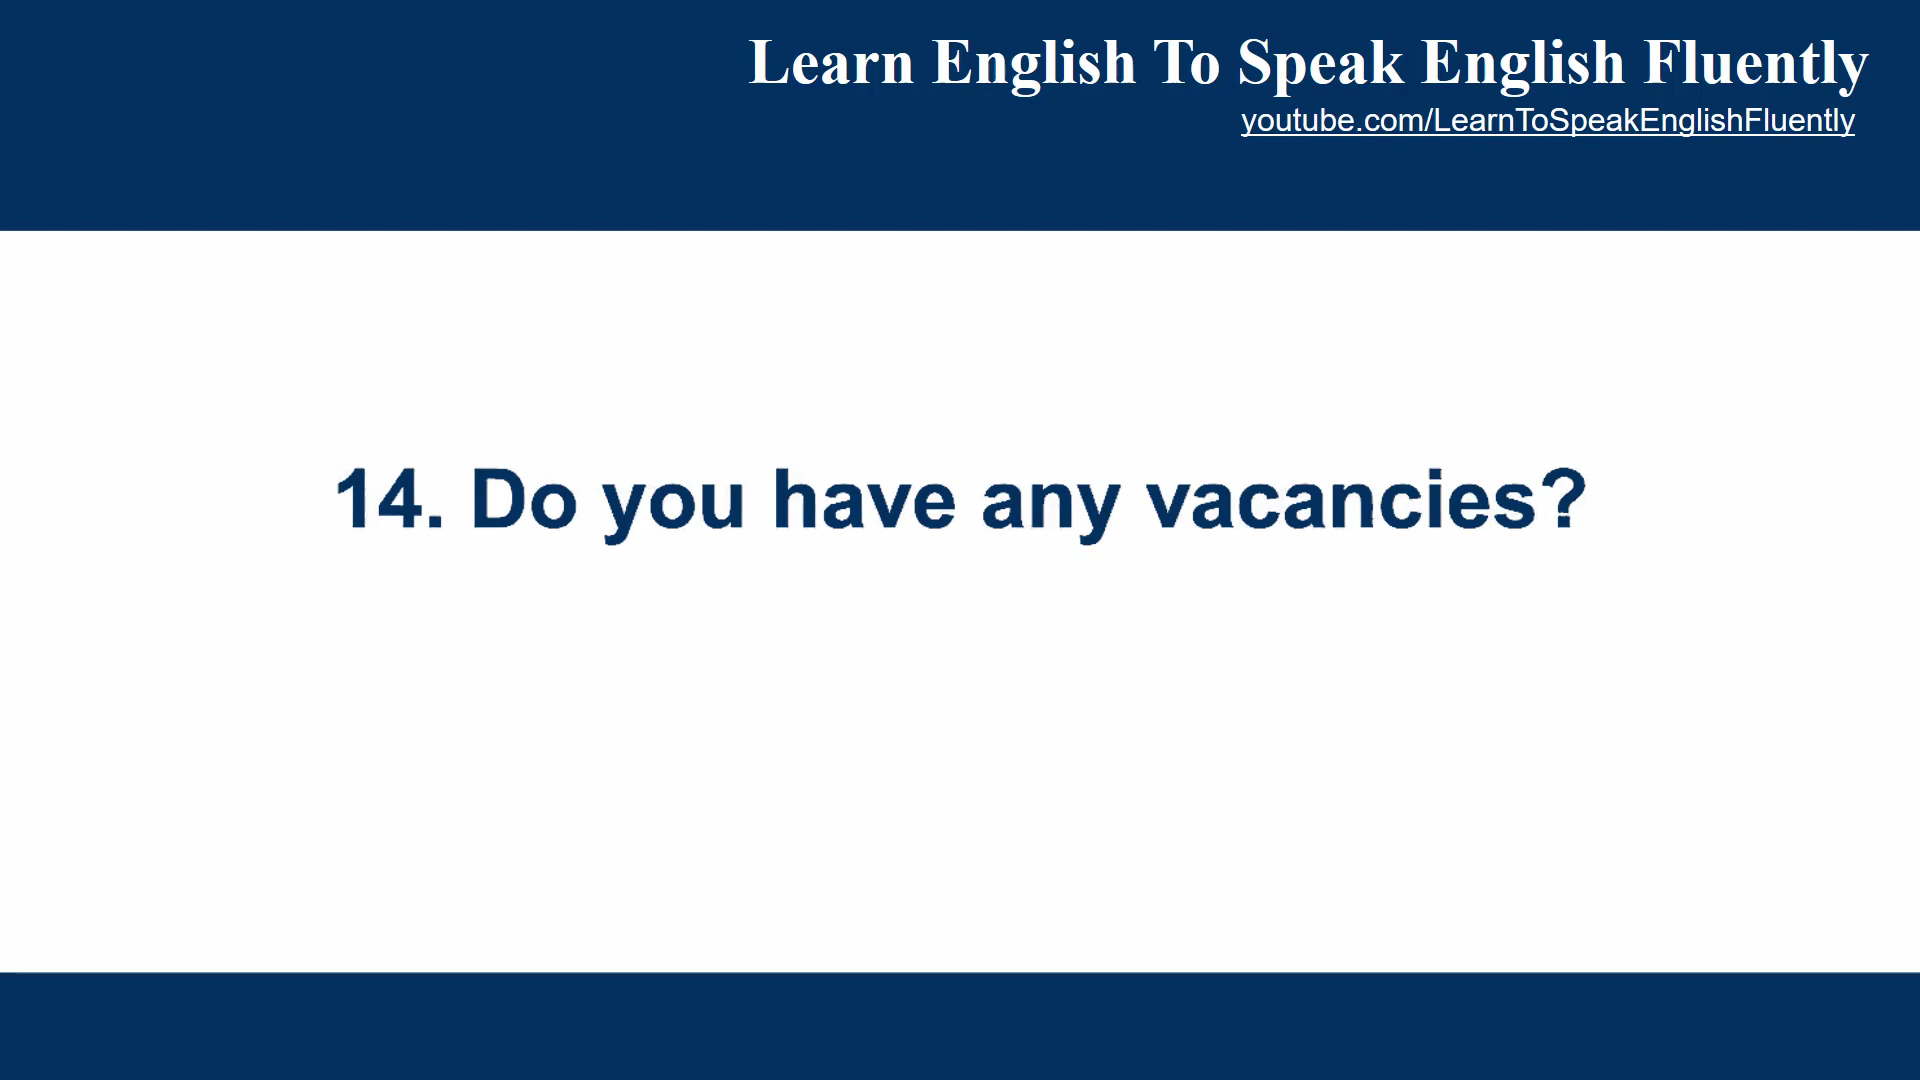 Learn English To Speak English Fluently
youtube.com/LearnToSpeakEnglishFluently
14. Do you have any vacancies?